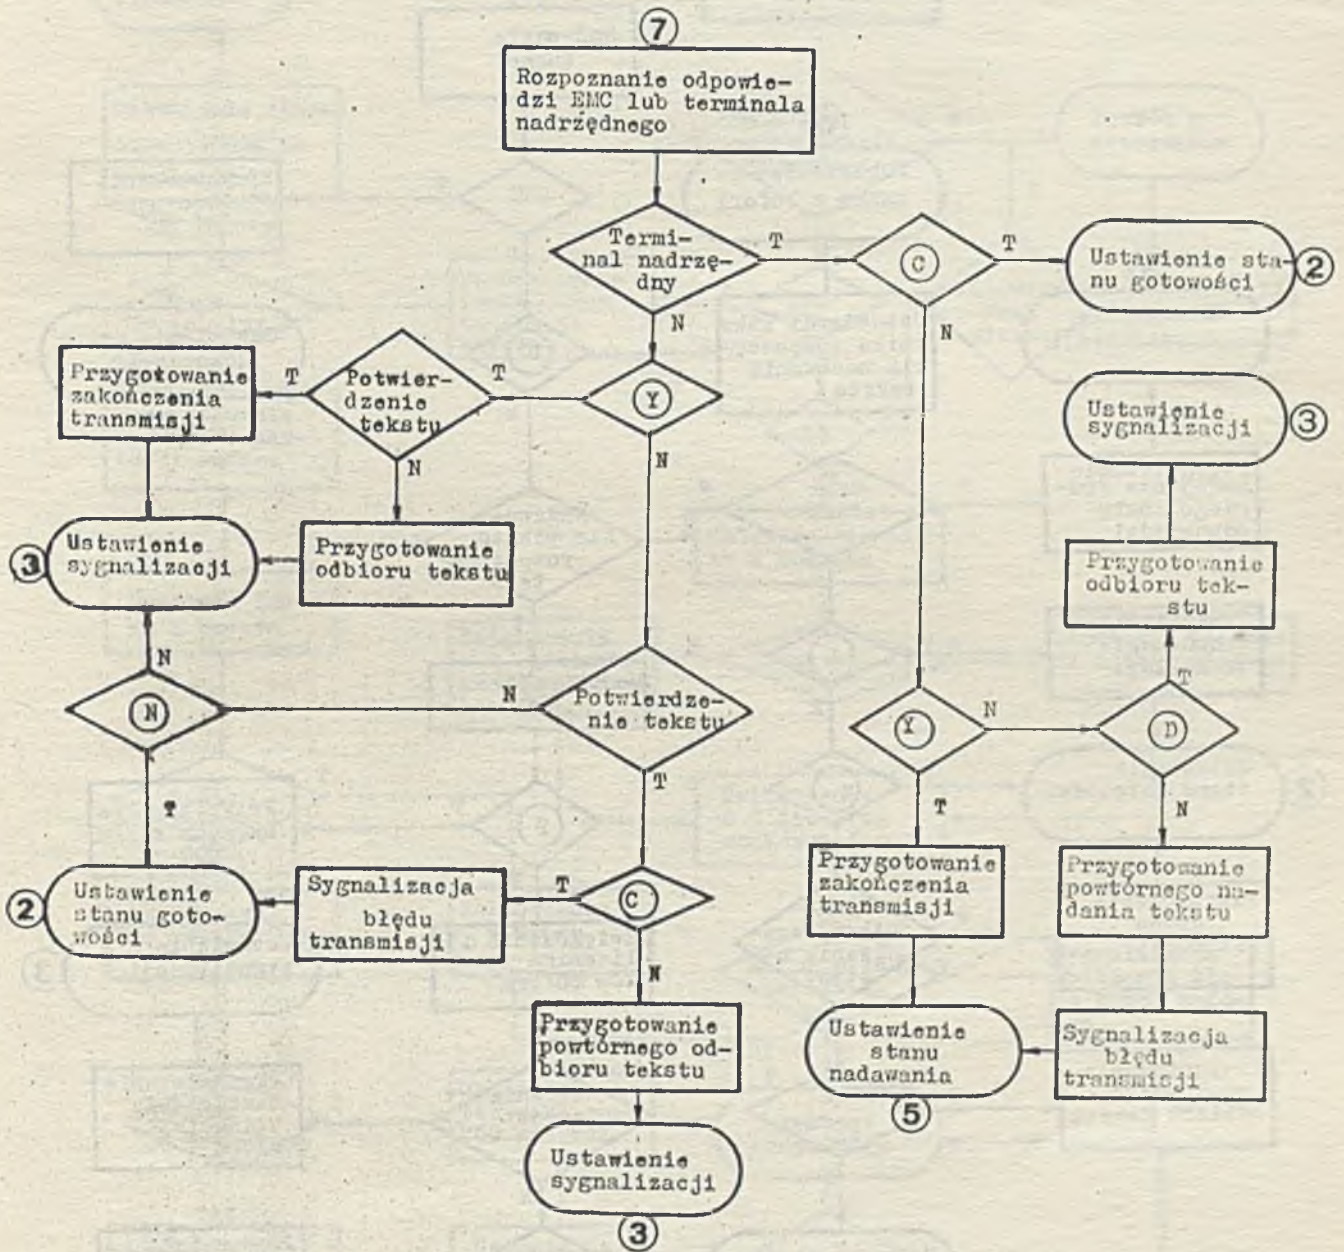 7
Rozpoznanie odpowie-
dzi EMC lub terminala
nadrzędnego
Termi-
nal nadrzę-
dny
T
C
T
Ustawienie sta-
nu gotowości
2
N
N
Przygotowanie
zakończenia
transmisji
T
Potwier-
dzenie
tekstu
T
Y
Ustawienie
sygnalizacji
3
N
N
3
Ustawienie
sygnalizacji
Przygotowanie
odbioru tekstu
Przygotowanie
odbioru tek-
stu
N
N
N
Potwierdze-
nie tekstu
T
Y
N
D
T
T
T
N
2
Ustawienie
stanu goto-
wości
Sygnalizacja
błędu
transmisji
T
C
Przygotowanie
zakończenia
transmisji
Przygotowanie
powtórnego na-
dania tekstu
N
Przygotowanie
powtórnego od-
bioru tekstu
Ustawienie
stanu
nadawania
5
Sygnalizacja
błędu
transmisji
Ustawienie
sygnalizacji
3